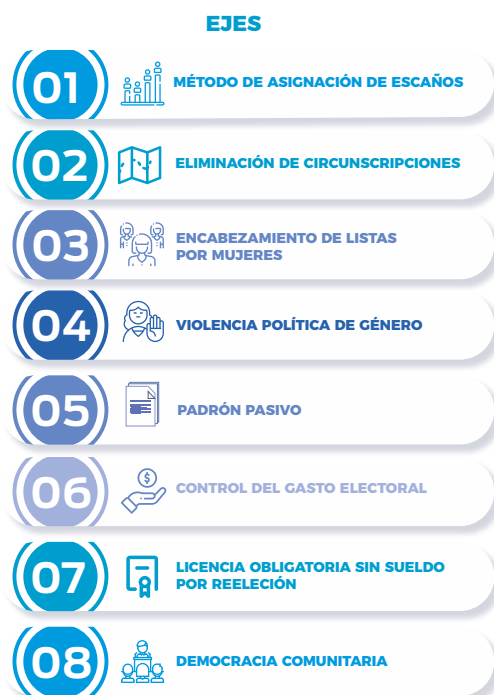 EJES
01
MÉTODO DE ASIGNACIÓN DE ESCAÑOS
02
ELIMINACIÓN DE CIRCUNSCRIPCIONES
03
ENCABEZAMIENTO DE LISTAS
POR MUJERES
04
VIOLENCIA POLÍTICA DE GÉNERO
05
PADRÓN PASIVO
06
$
CONTROL DEL GASTO ELECTORAL
07
LICENCIA OBLIGATORIA SIN SUELDO
POR REELECIÓN
08
DEMOCRACIA COMUNITARIA